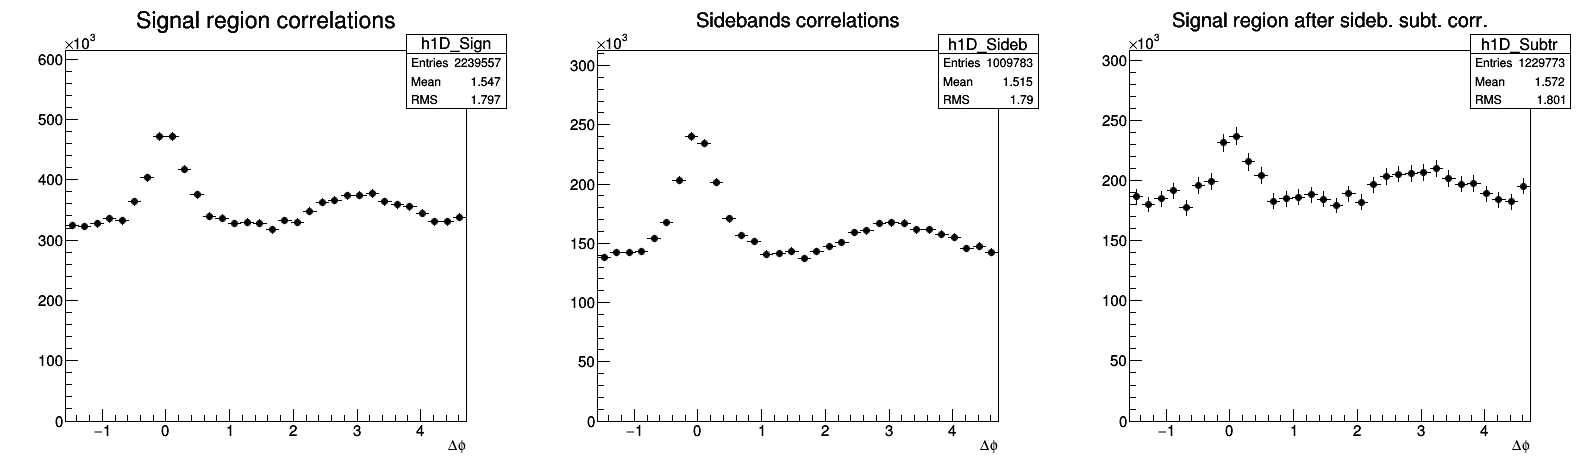 Signal region correlations
×10³
h1D_Sign
Entries 2239557
Mean 1.547
RMS 1.797
600
500
400
300
200
100
0
−1 0 1 2 3 4
Δϕ
Sidebands correlations
×10³
h1D_Sideb
Entries 1009783
Mean 1.515
RMS 1.79
300
250
200
150
100
50
0
−1 0 1 2 3 4
Δϕ
Signal region after sideb. subt. corr.
×10³
h1D_Subtr
Entries 1229773
Mean 1.572
RMS 1.801
300
250
200
150
100
50
0
−1 0 1 2 3 4
Δϕ